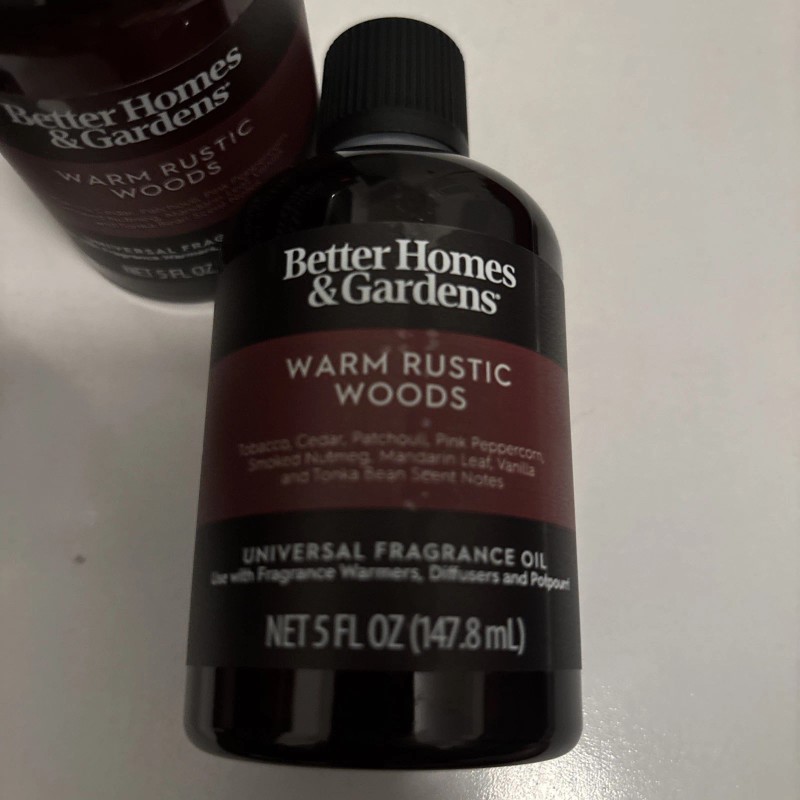 Better Homes
& Gardens
WARM RUSTIC
WOODS
NET 5 FL OZ
Better Homes
& Gardens®
WARM RUSTIC
WOODS
Tobacco, Cedar, Patchouli, Pink Peppercorn,
Smoked Nutmeg, Mandarin Leaf, Vanilla
and Tonka Bean Scent Notes
UNIVERSAL FRAGRANCE OIL
Use with Fragrance Warmers, Diffusers and Potpourri
NET 5 FL OZ (147.8 mL)